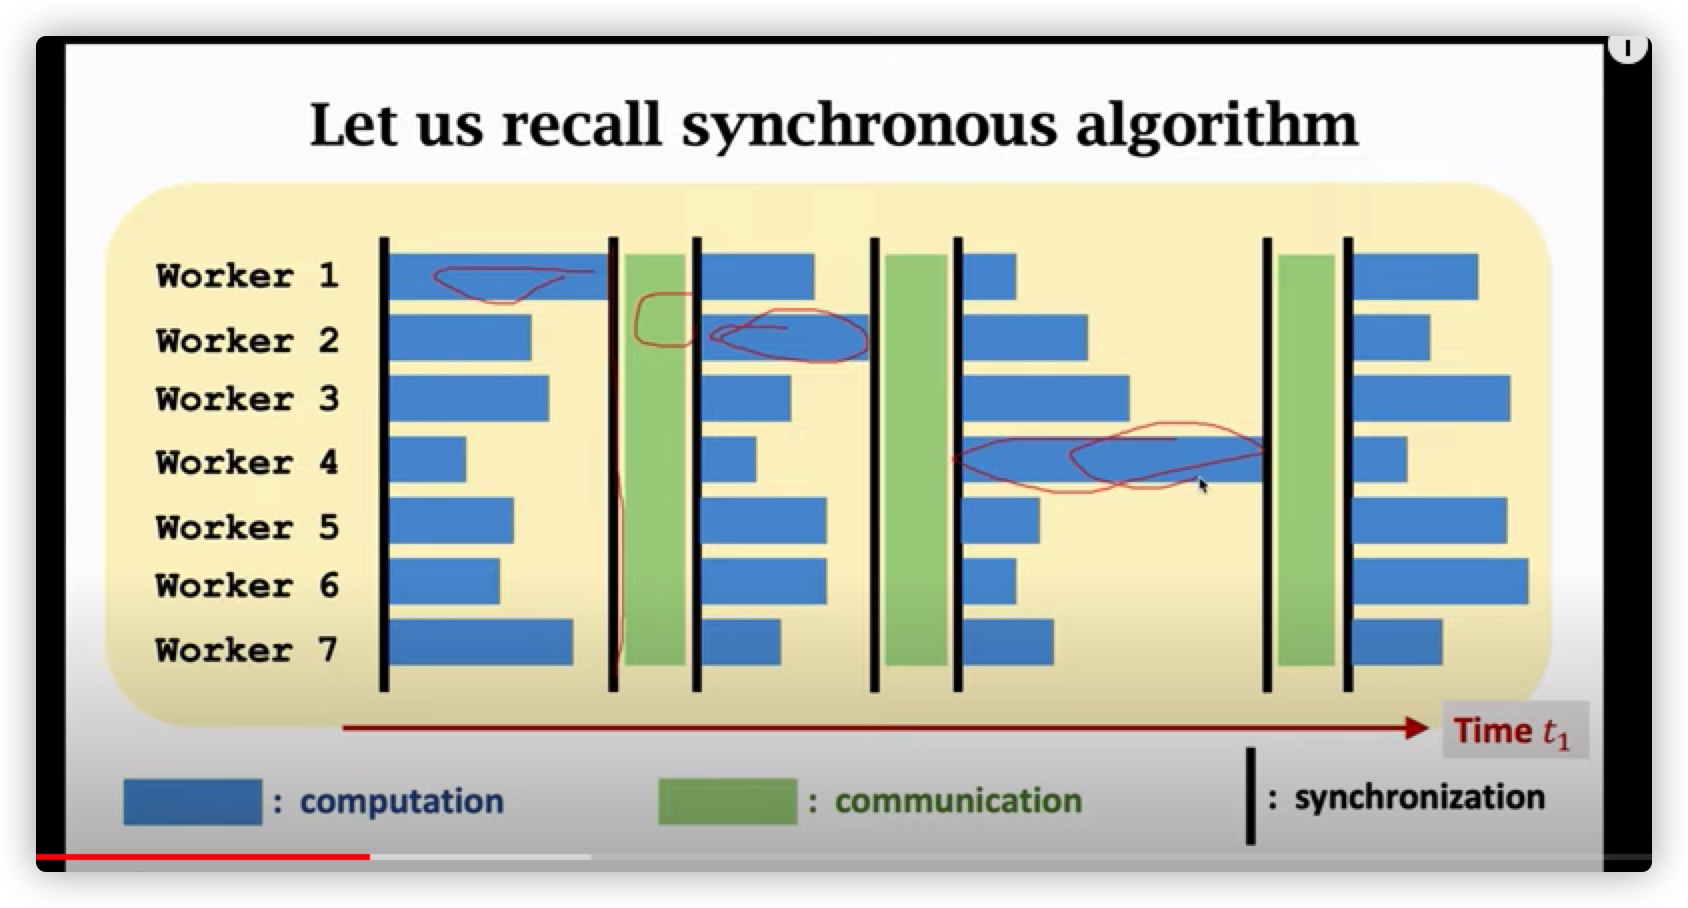 Let us recall synchronous algorithm
Worker 1
Worker 2
Worker 3
Worker 4
Worker 5
Worker 6
Worker 7
Time t₁
: computation
: communication
: synchronization